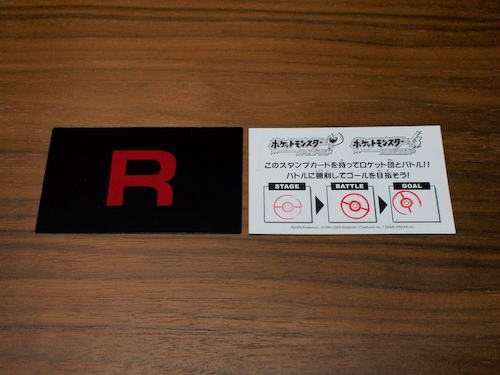 R
ポケットモンスター ポケットモンスター
このスタンプカードを持ってロケット団とバトル!!
バトルに勝利してゴールを目指そう!
STAGE BATTLE GOAL